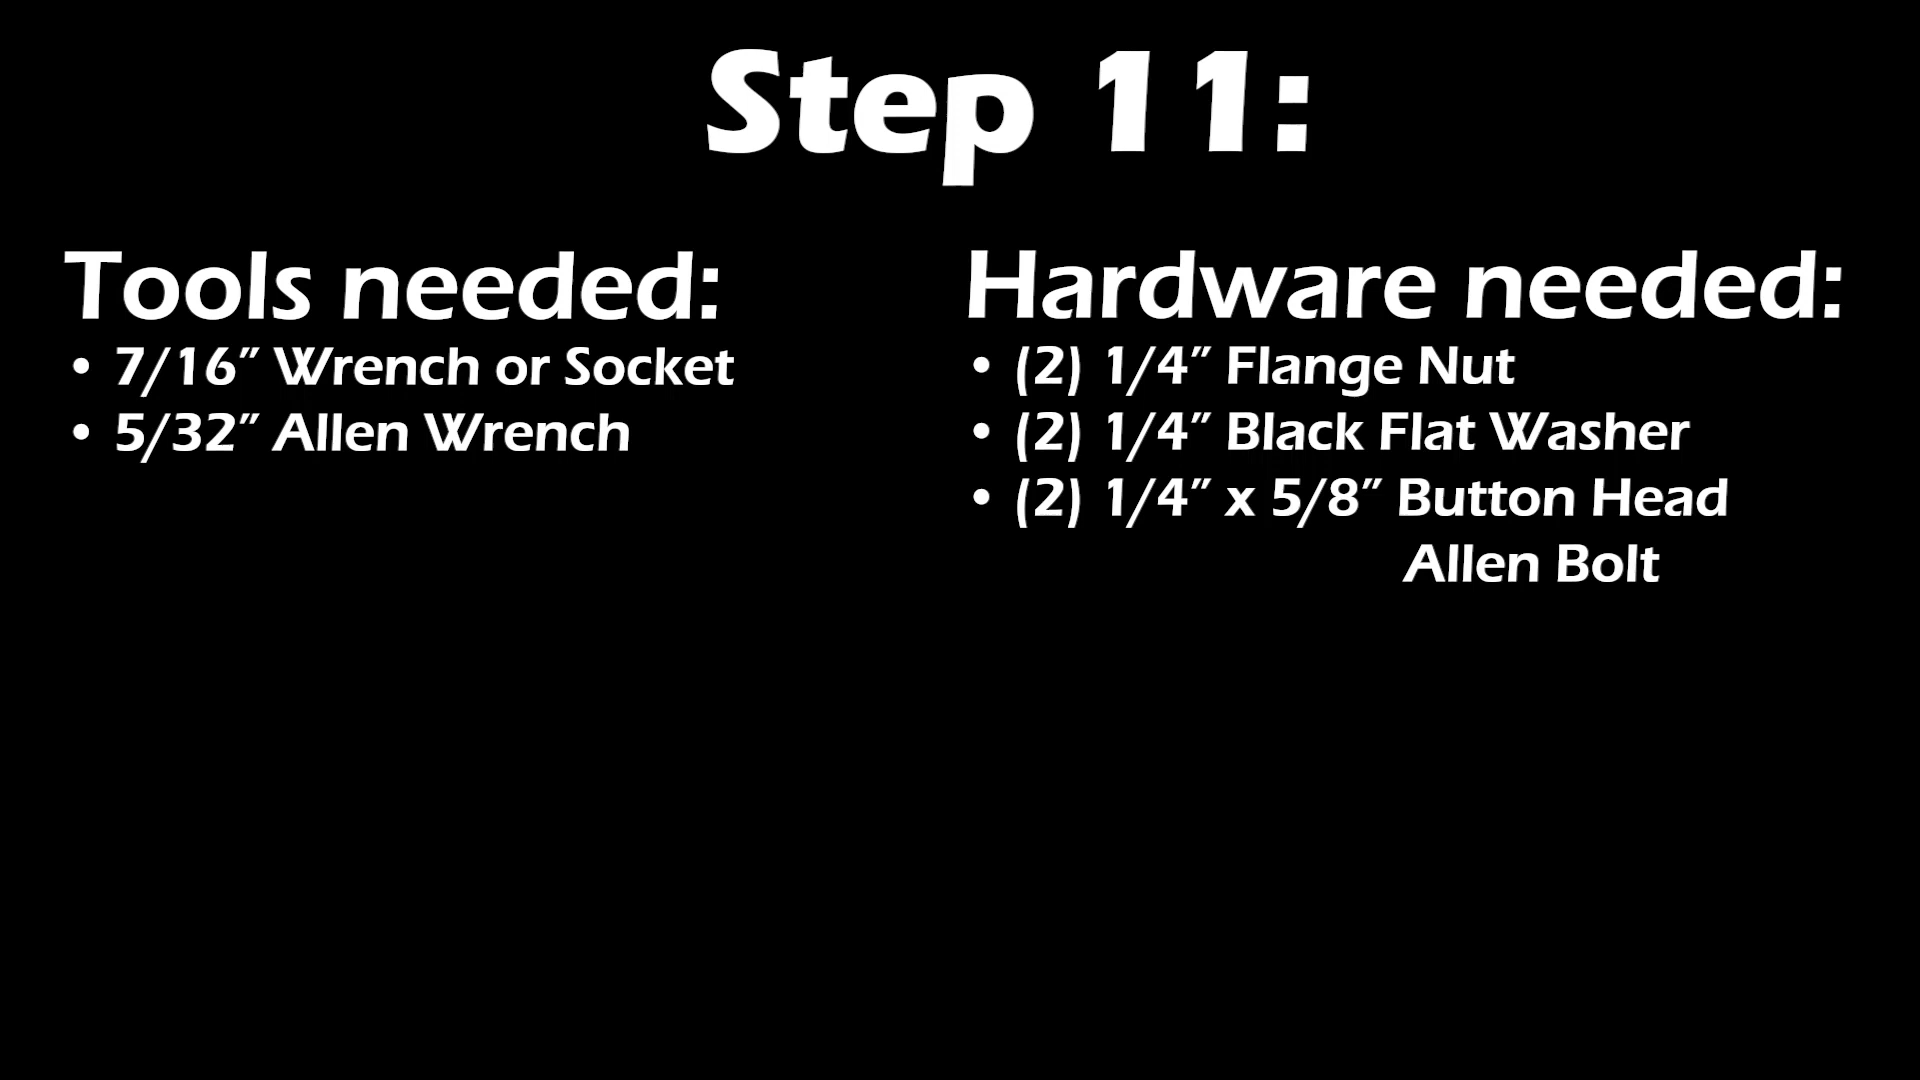 Step 11:
Tools needed:
• 7/16” Wrench or Socket
• 5/32” Allen Wrench
Hardware needed:
• (2) 1/4” Flange Nut
• (2) 1/4” Black Flat Washer
• (2) 1/4” x 5/8” Button Head
Allen Bolt